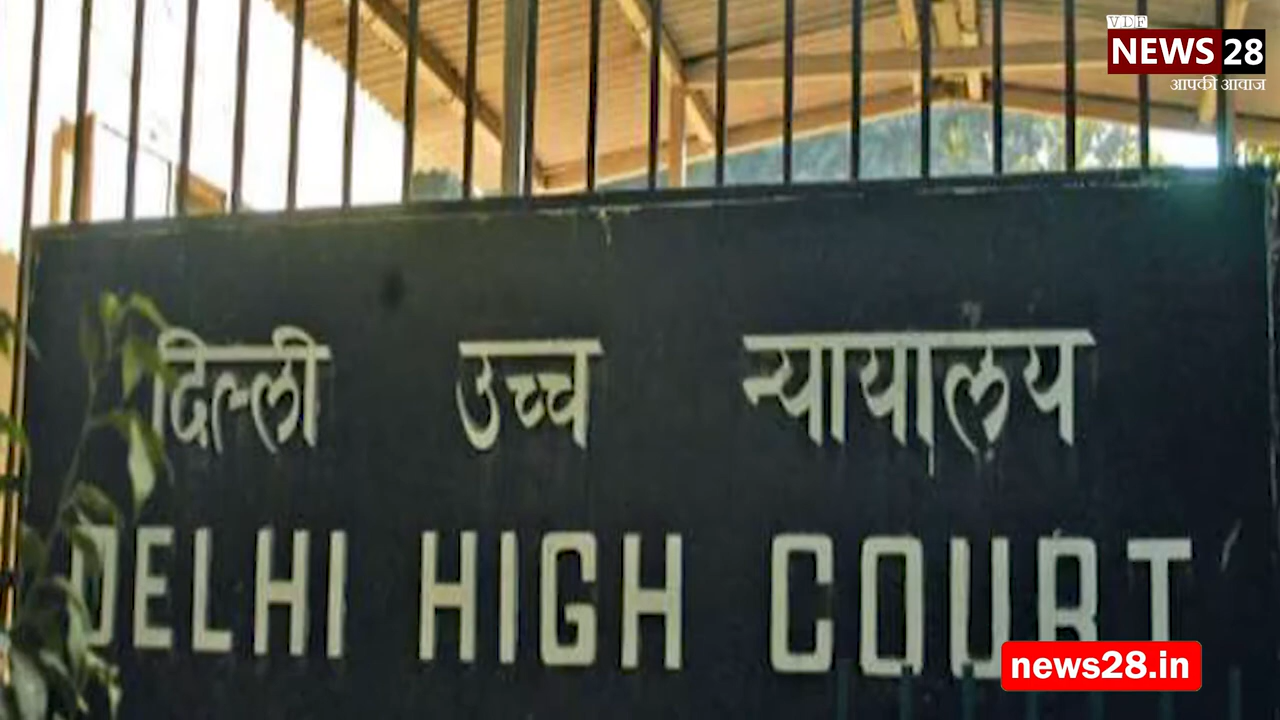 VDF
NEWS 28
आपकी आवाज
दिल्ली उच्च न्यायालय
DELHI HIGH COURT
news28.in